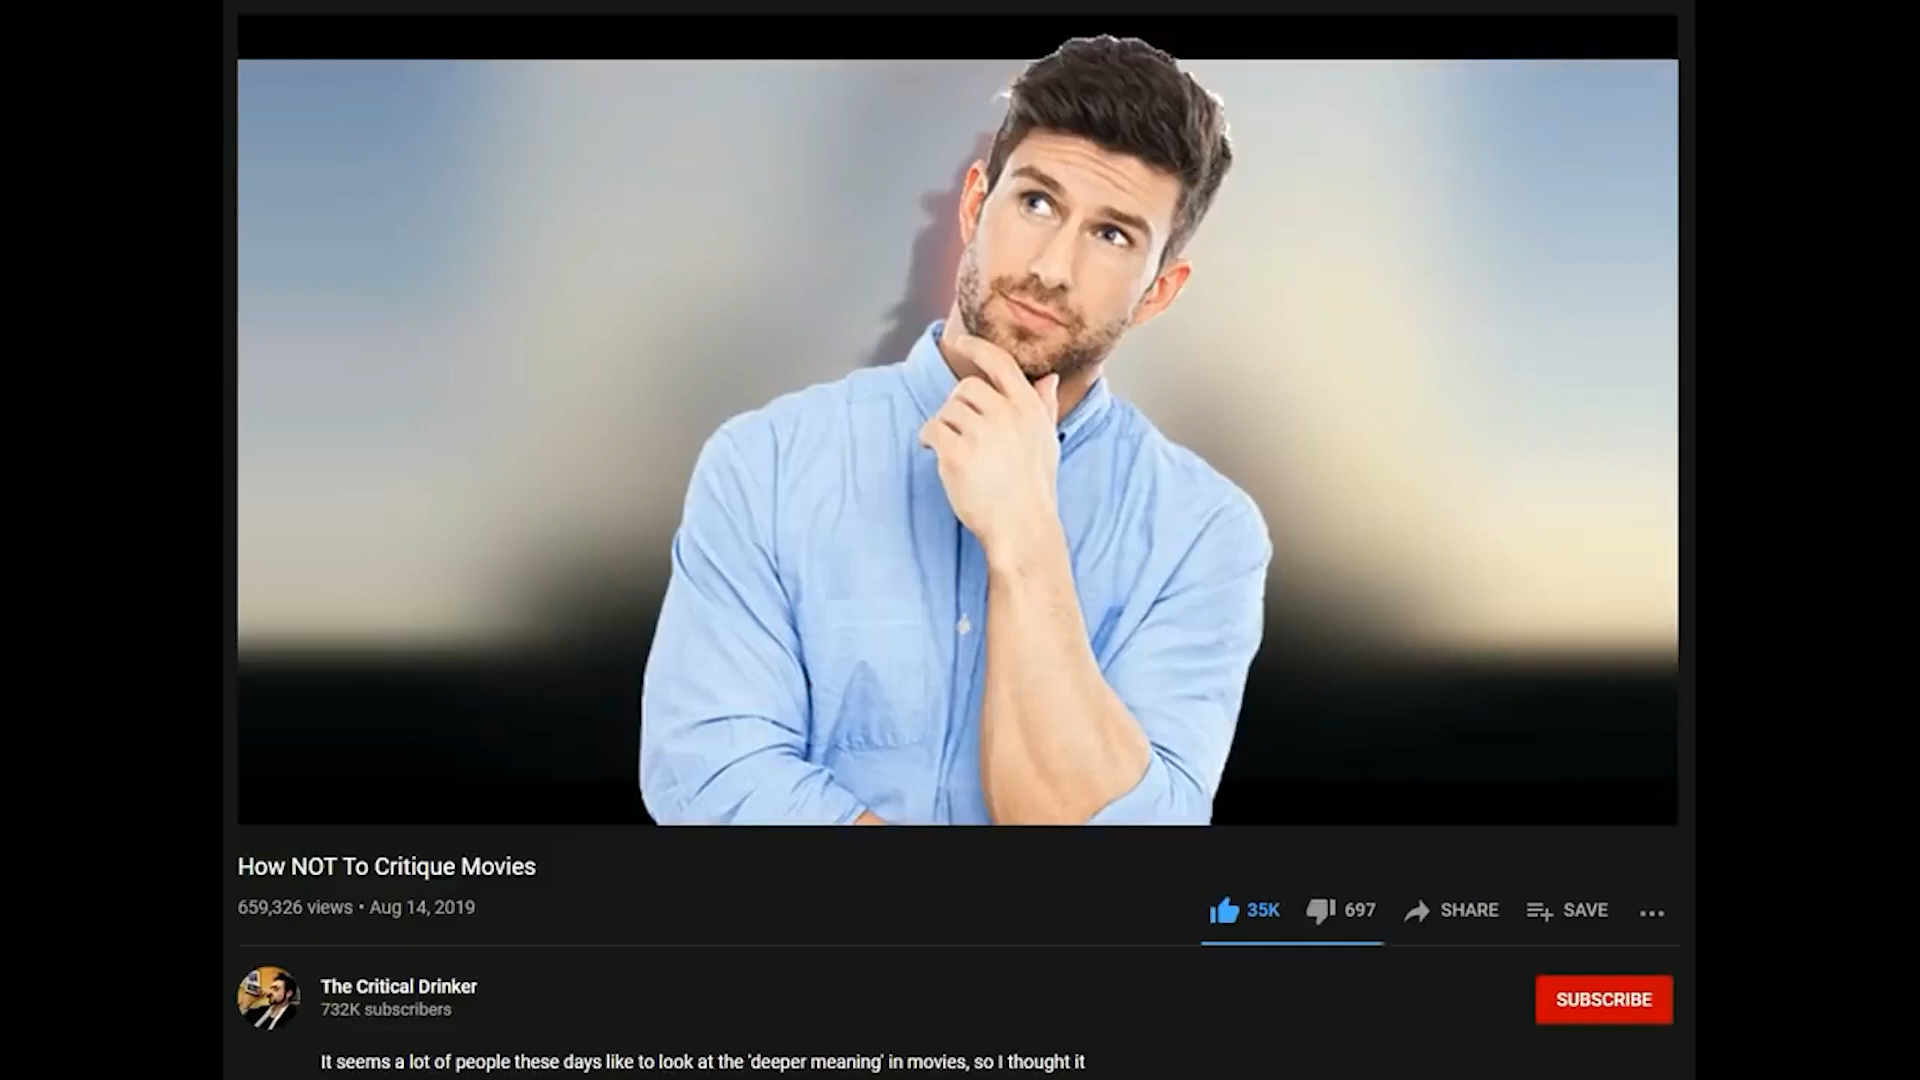 How NOT To Critique Movies
659,326 views • Aug 14, 2019
35K 697 SHARE SAVE ...
The Critical Drinker
732K subscribers
SUBSCRIBE
It seems a lot of people these days like to look at the 'deeper meaning' in movies, so I thought it